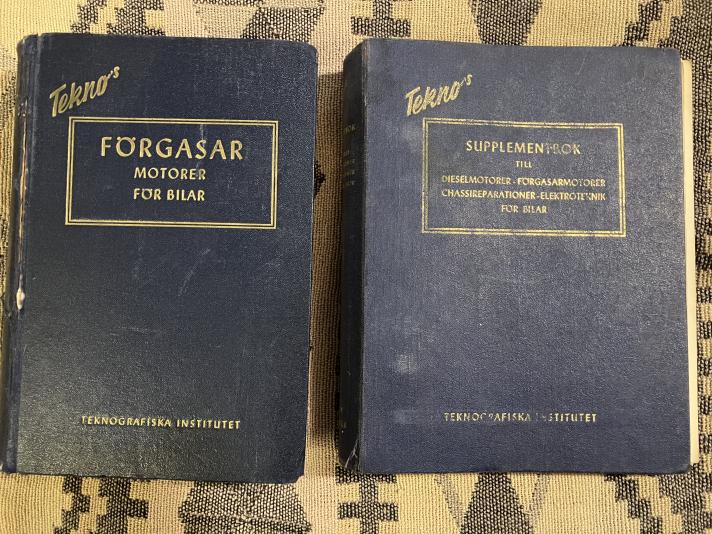 Tekno's
FÖRGASAR
MOTORER
FÖR BILAR
TEKNOGRAFISKA INSTITUTET
Tekno's
SUPPLEMENTBOK
TILL
DIESELMOTORER - FÖRGASARMOTORER
CHASSIREPARATIONER - ELEKTROTEKNIK
FÖR BILAR
TEKNOGRAFISKA INSTITUTET